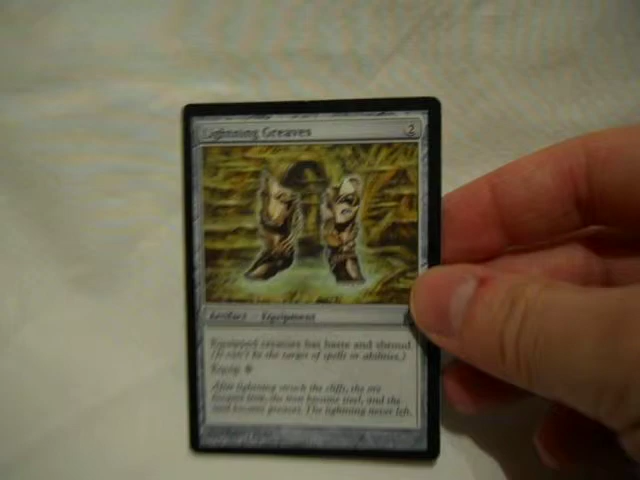 Lightning Greaves 2
Artifact — Equipment
Equipped creature has haste and shroud.
(It can't be the target of spells or abilities.)
Equip 0
After lightning struck the cliffs, the ore
became iron, the iron became steel, and the
steel became greaves. The lightning never left.